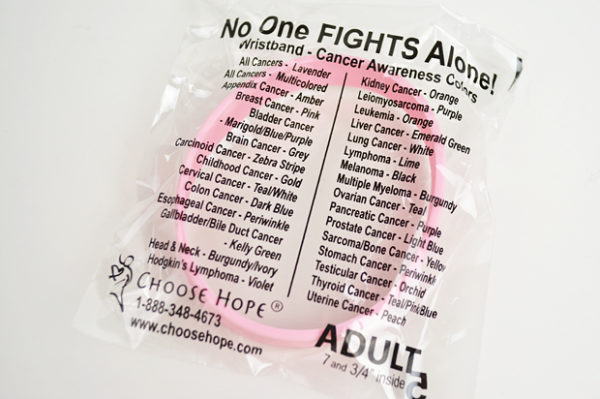 No One FIGHTS Alone!
Wristband - Cancer Awareness Colors
All Cancers - Lavender
All Cancers - Multicolored
Appendix Cancer - Amber
Breast Cancer - Pink
Bladder Cancer
- Marigold/Blue/Purple
Brain Cancer - Grey
Carcinoid Cancer - Zebra Stripe
Childhood Cancer - Gold
Cervical Cancer - Teal/White
Colon Cancer - Dark Blue
Esophageal Cancer - Periwinkle
Gallbladder/Bile Duct Cancer
- Kelly Green
Head & Neck - Burgundy/Ivory
Hodgkin's Lymphoma - Violet
Kidney Cancer - Orange
Leiomyosarcoma - Purple
Leukemia - Orange
Liver Cancer - Emerald Green
Lung Cancer - White
Lymphoma - Lime
Melanoma - Black
Multiple Myeloma - Burgundy
Ovarian Cancer - Teal
Pancreatic Cancer - Purple
Prostate Cancer - Light Blue
Sarcoma/Bone Cancer - Yellow
Stomach Cancer - Periwinkle
Testicular Cancer - Orchid
Thyroid Cancer - Teal/Pink/Blue
Uterine Cancer - Peach
CHOOSE HOPE ®
1-888-348-4673
www.choosehope.com
ADULT
7 and 3/4" inside